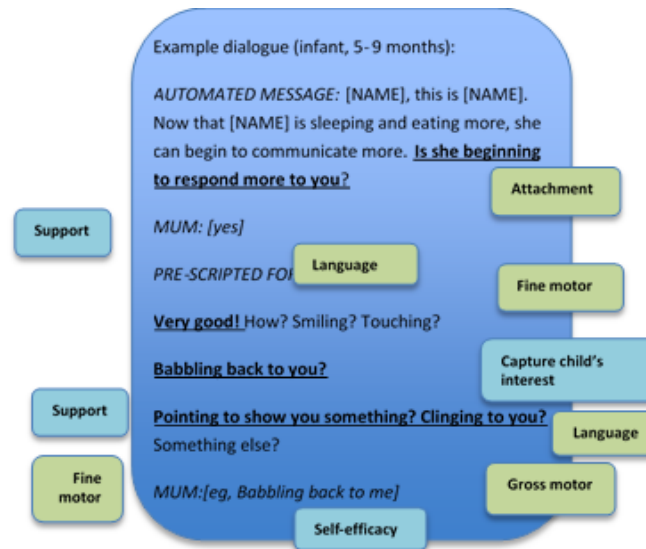 Example dialogue (infant, 5-9 months):
AUTOMATED MESSAGE: [NAME], this is [NAME].
Now that [NAME] is sleeping and eating more, she
can begin to communicate more. Is she beginning
to respond more to you?
Attachment
Support
MUM: [yes]
Language
PRE-SCRIPTED
Fine motor
Very good! How? Smiling? Touching?
Babbling back to you?
Capture child's
interest
Support
Pointing to show you something? Clinging to you?
Language
Something else?
Fine
motor
Gross motor
MUM:[eg, Babbling back to me]
Self-efficacy